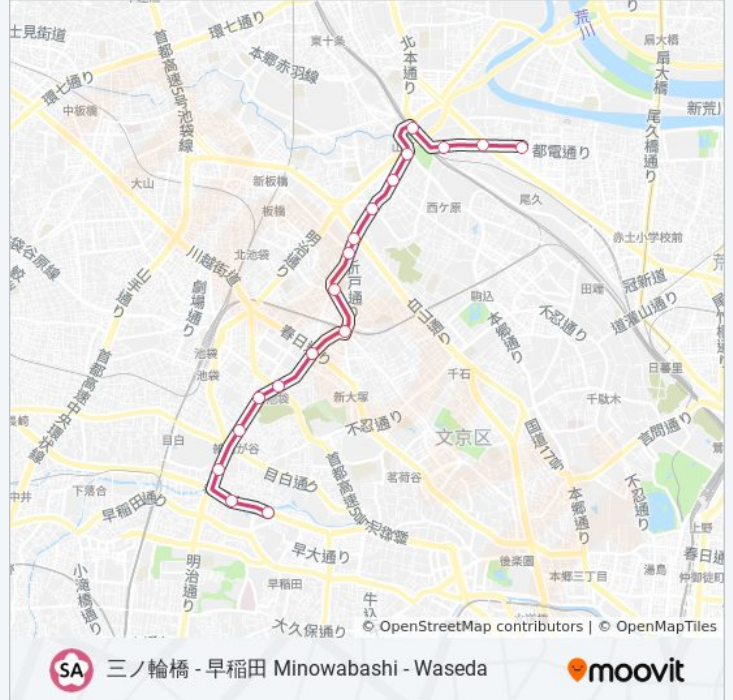 士見街道
環七通り
東十条
北本通り
荒川
扇大橋
扇大橋
新荒川
本郷赤羽線
環七通り
中板橋
首都高速5号池袋線
尾久橋通り
都電通り
大山
新板橋
板橋
尾久
西ケ原
赤土小学校前
袋谷原線
山手通り
川越街道
北池袋
明治通り
折戸通り
白山通り
駒込
本郷通り
田端
冠新道
不忍通り
道灌山通り
劇場通り
春日通り
池袋
池袋
首都高速中央環状線
千石
日暮里
新大塚
千駄木
不忍通り
文京区
国道17号
言問通り
目白
雑司が谷
目白通り
茗荷谷
首都高速5号池袋線
中井
下落合
早稲田通り
不忍通り
上野
本郷通り
早大通り
後楽園
春日通
明治通り
小滝橋通り
早稲田
本郷三丁目
湯島
仲御徒町
牛込
大久保通り
© OpenStreetMap contributors | © OpenMapTiles
SA 三ノ輪橋 - 早稲田 Minowabashi - Waseda
moovit